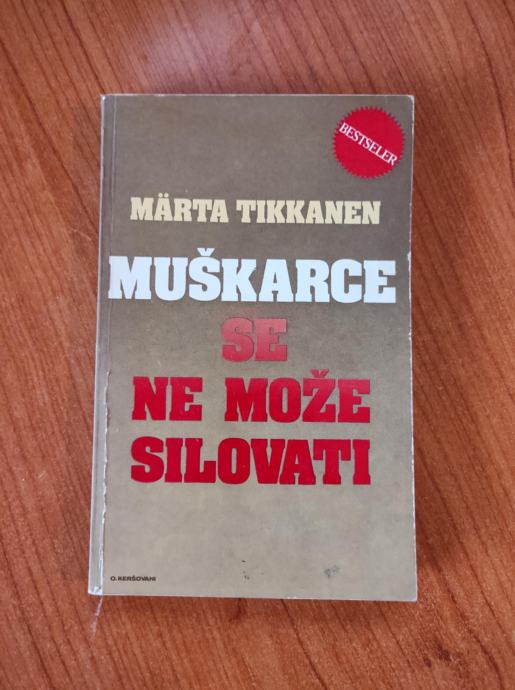 BESTSELER
MÄRTA TIKKANEN
MUŠKARCE
SE
NE MOŽE
SILOVATI
O. KERŠOVANI